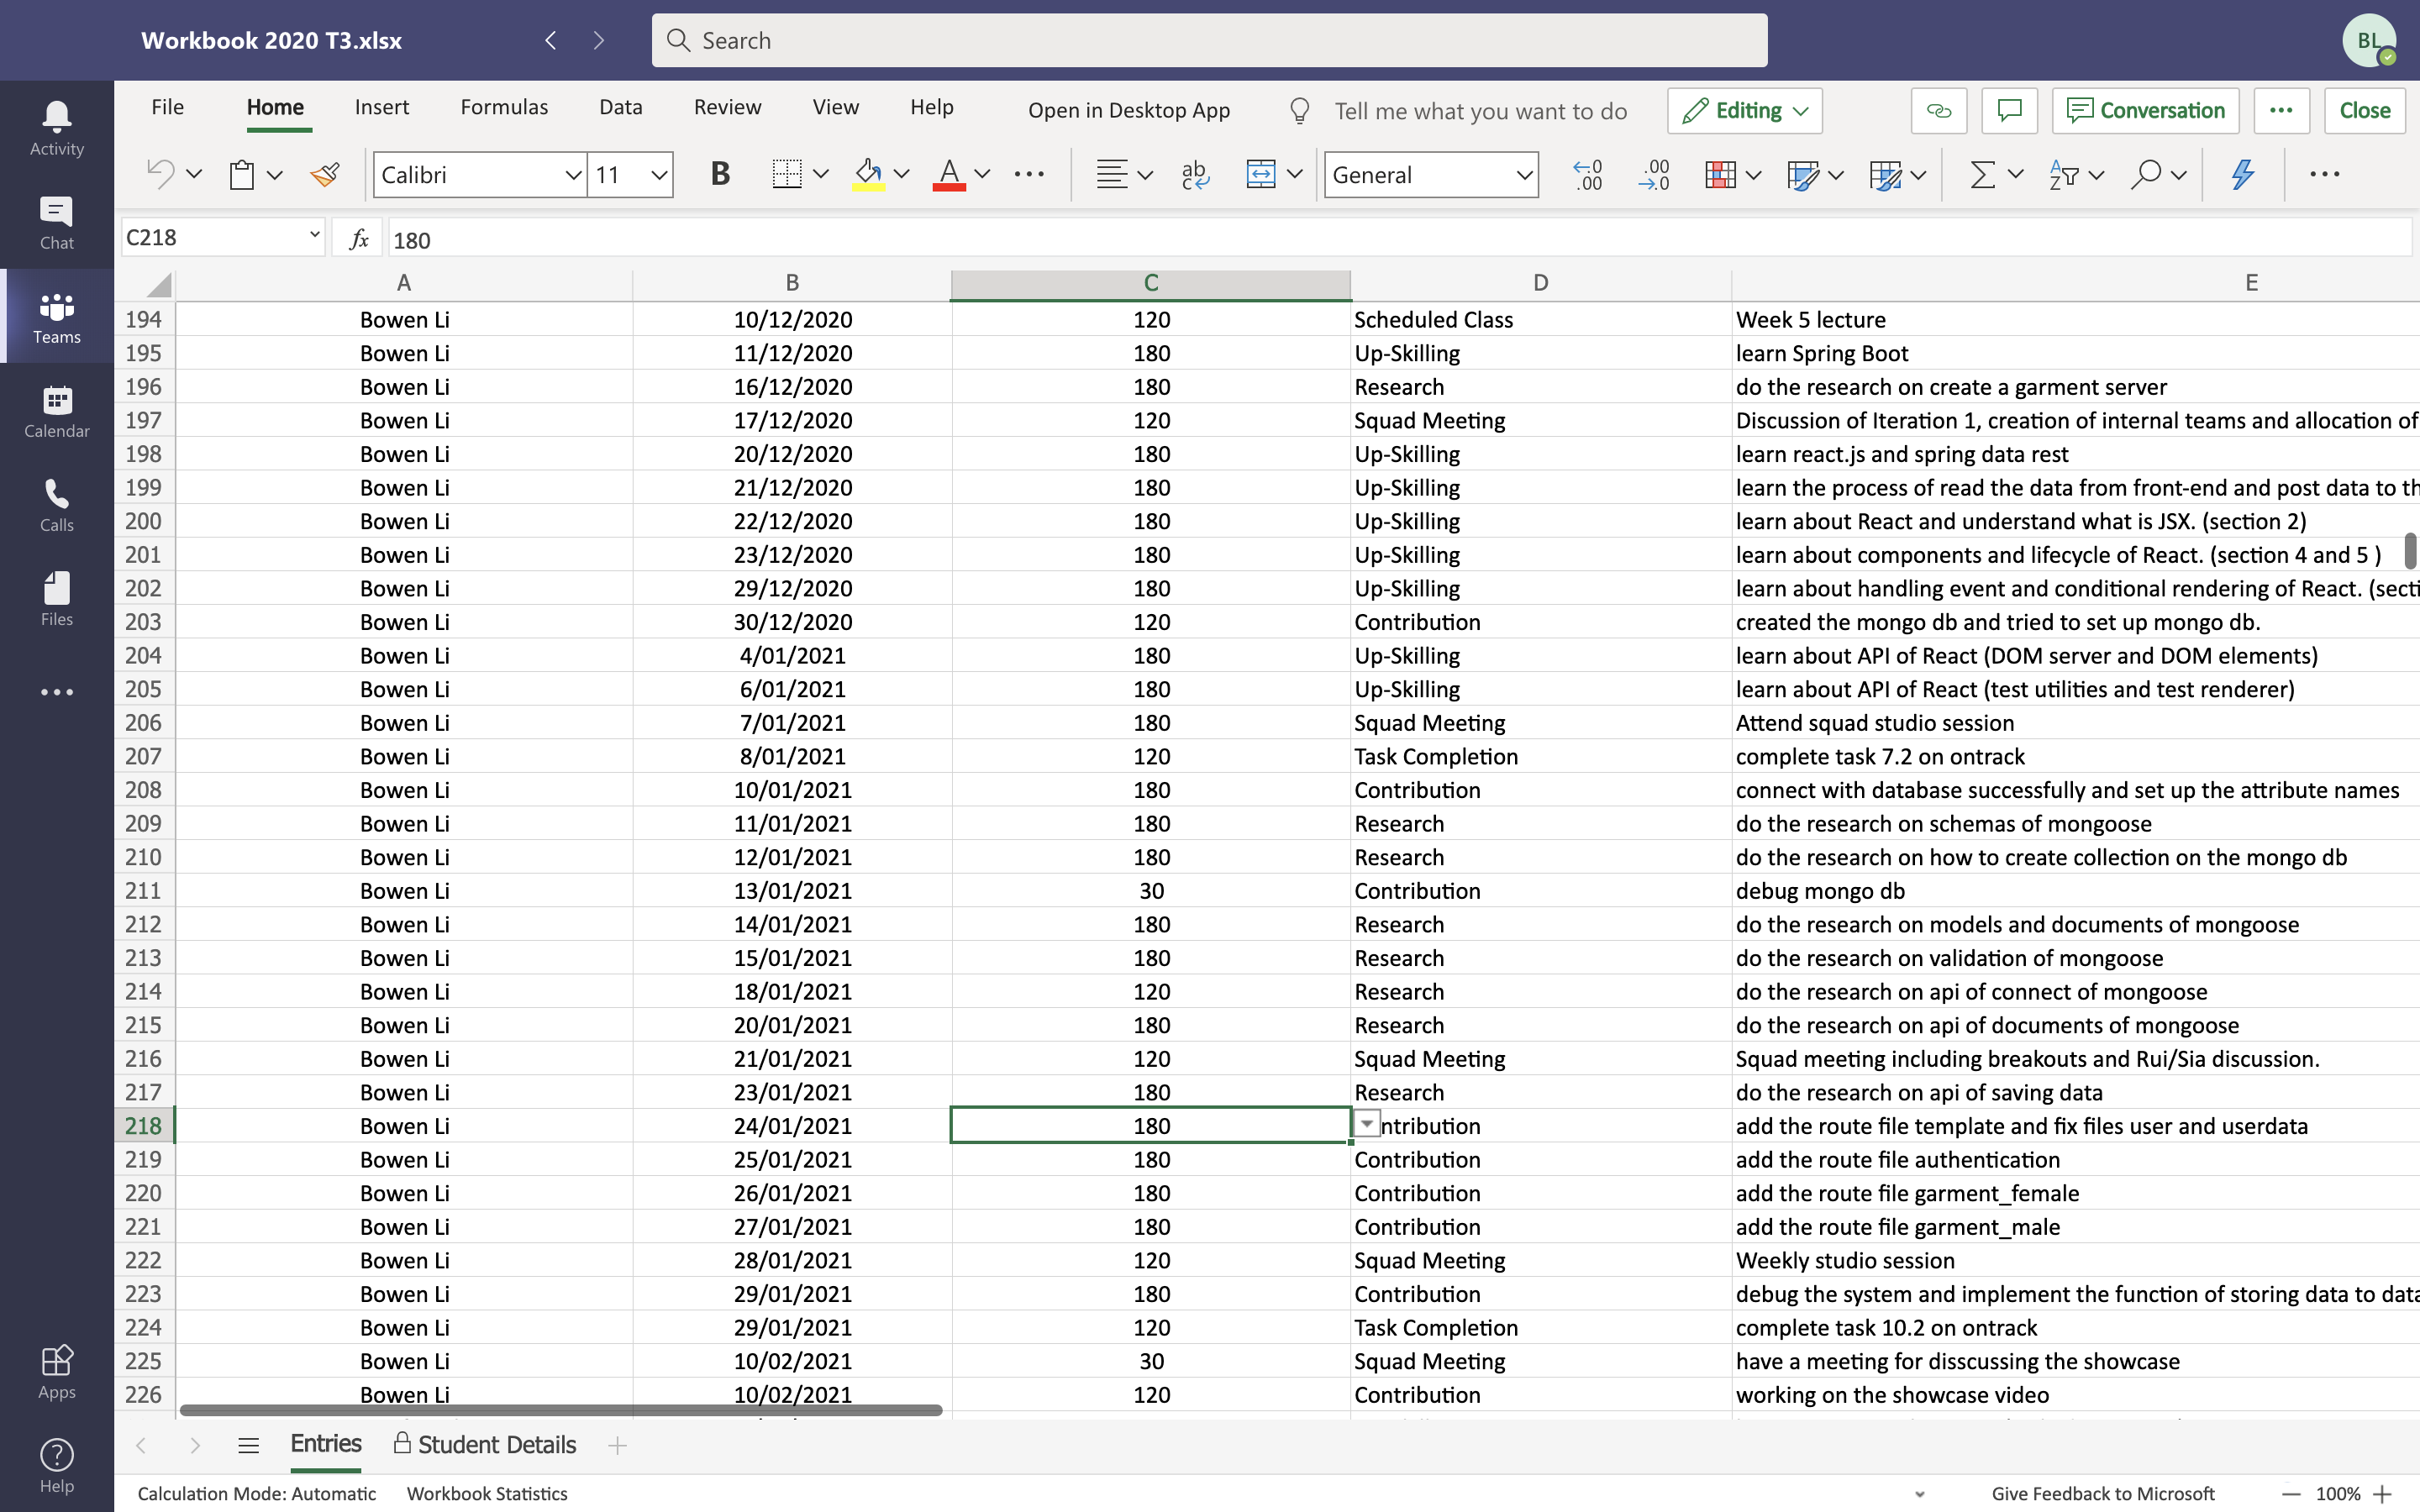 Workbook 2020 T3.xlsx
Search
BL
Activity
Chat
Teams
Calendar
Calls
Files
Apps
Help
File Home Insert Formulas Data Review View Help Open in Desktop App Tell me what you want to do Editing Conversation Close
Calibri 11 B A ab c General .00 .00 A Z
C218 fx 180
A B C D E
194 Bowen Li 10/12/2020 120 Scheduled Class Week 5 lecture
195 Bowen Li 11/12/2020 180 Up-Skilling learn Spring Boot
196 Bowen Li 16/12/2020 180 Research do the research on create a garment server
197 Bowen Li 17/12/2020 120 Squad Meeting Discussion of Iteration 1, creation of internal teams and allocation of
198 Bowen Li 20/12/2020 180 Up-Skilling learn react.js and spring data rest
199 Bowen Li 21/12/2020 180 Up-Skilling learn the process of read the data from front-end and post data to th
200 Bowen Li 22/12/2020 180 Up-Skilling learn about React and understand what is JSX. (section 2)
201 Bowen Li 23/12/2020 180 Up-Skilling learn about components and lifecycle of React. (section 4 and 5 )
202 Bowen Li 29/12/2020 180 Up-Skilling learn about handling event and conditional rendering of React. (secti
203 Bowen Li 30/12/2020 120 Contribution created the mongo db and tried to set up mongo db.
204 Bowen Li 4/01/2021 180 Up-Skilling learn about API of React (DOM server and DOM elements)
205 Bowen Li 6/01/2021 180 Up-Skilling learn about API of React (test utilities and test renderer)
206 Bowen Li 7/01/2021 180 Squad Meeting Attend squad studio session
207 Bowen Li 8/01/2021 120 Task Completion complete task 7.2 on ontrack
208 Bowen Li 10/01/2021 180 Contribution connect with database successfully and set up the attribute names
209 Bowen Li 11/01/2021 180 Research do the research on schemas of mongoose
210 Bowen Li 12/01/2021 180 Research do the research on how to create collection on the mongo db
211 Bowen Li 13/01/2021 30 Contribution debug mongo db
212 Bowen Li 14/01/2021 180 Research do the research on models and documents of mongoose
213 Bowen Li 15/01/2021 180 Research do the research on validation of mongoose
214 Bowen Li 18/01/2021 120 Research do the research on api of connect of mongoose
215 Bowen Li 20/01/2021 180 Research do the research on api of documents of mongoose
216 Bowen Li 21/01/2021 120 Squad Meeting Squad meeting including breakouts and Rui/Sia discussion.
217 Bowen Li 23/01/2021 180 Research do the research on api of saving data
218 Bowen Li 24/01/2021 180 ntribution add the route file template and fix files user and userdata
219 Bowen Li 25/01/2021 180 Contribution add the route file authentication
220 Bowen Li 26/01/2021 180 Contribution add the route file garment_female
221 Bowen Li 27/01/2021 180 Contribution add the route file garment_male
222 Bowen Li 28/01/2021 120 Squad Meeting Weekly studio session
223 Bowen Li 29/01/2021 180 Contribution debug the system and implement the function of storing data to data
224 Bowen Li 29/01/2021 120 Task Completion complete task 10.2 on ontrack
225 Bowen Li 10/02/2021 30 Squad Meeting have a meeting for disscussing the showcase
226 Bowen Li 10/02/2021 120 Contribution working on the showcase video
Entries Student Details
Calculation Mode: Automatic Workbook Statistics Give Feedback to Microsoft 100%